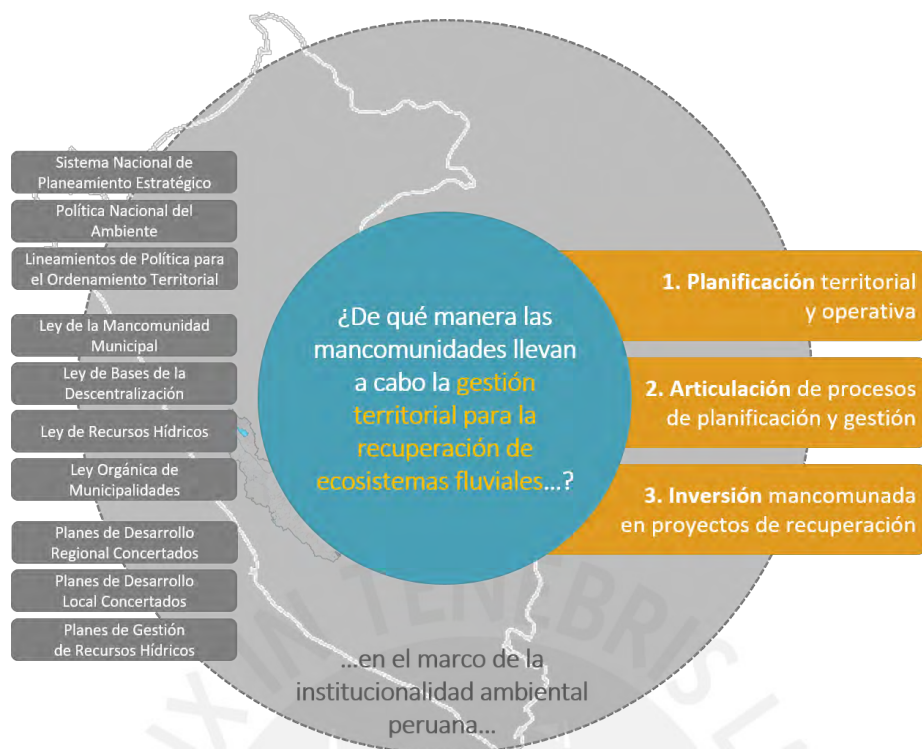 Sistema Nacional de
Planeamiento Estratégico
Política Nacional del
Ambiente
Lineamientos de Política para
el Ordenamiento Territorial
Ley de la Mancomunidad
Municipal
Ley de Bases de la
Descentralización
Ley de Recursos Hídricos
Ley Orgánica de
Municipalidades
Planes de Desarrollo
Regional Concertados
Planes de Desarrollo
Local Concertados
Planes de Gestión
de Recursos Hídricos
¿De qué manera las
mancomunidades llevan
a cabo la gestión
territorial para la
recuperación de
ecosistemas fluviales...?
1. Planificación territorial
y operativa
2. Articulación de procesos
de planificación y gestión
3. Inversión mancomunada
en proyectos de recuperación
...en el marco de la
institucionalidad ambiental
peruana...
TENEBRIS